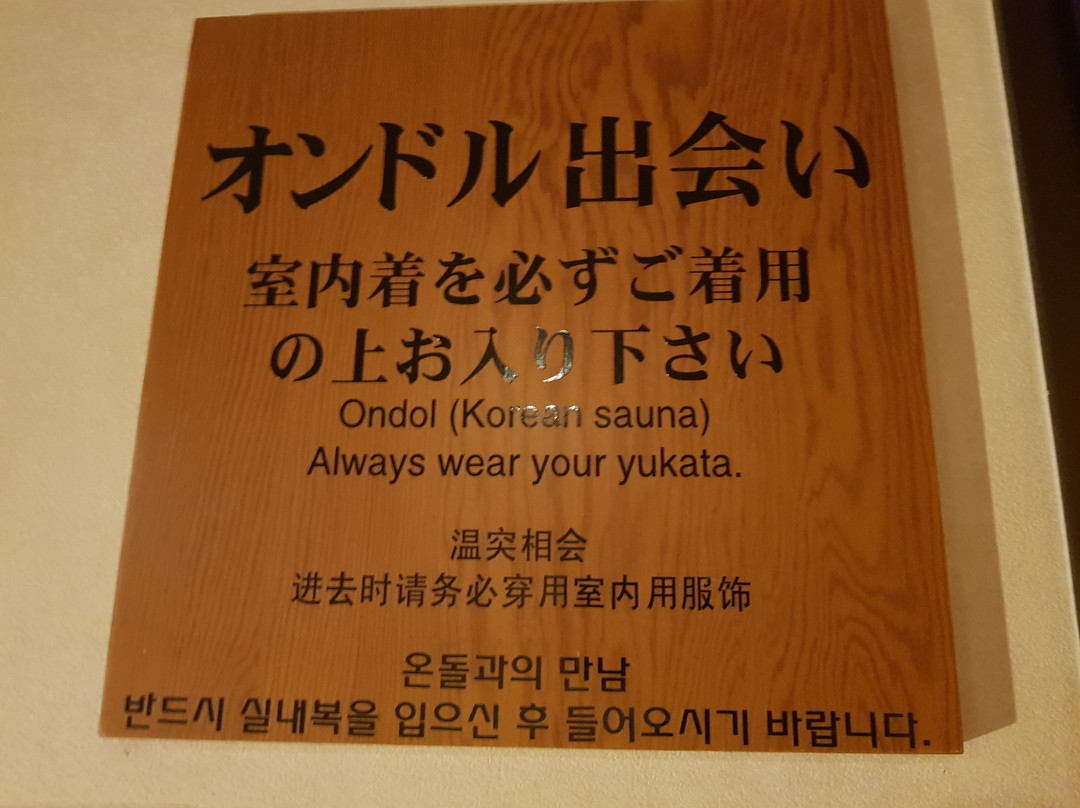 オンドル出会い
室内着を必ずご着用
の上お入り下さい
Ondol (Korean sauna)
Always wear your yukata.
温突相会
进去时请务必穿用室内用服饰
온돌과의 만남
반드시 실내복을 입으신 후 들어오시기 바랍니다.